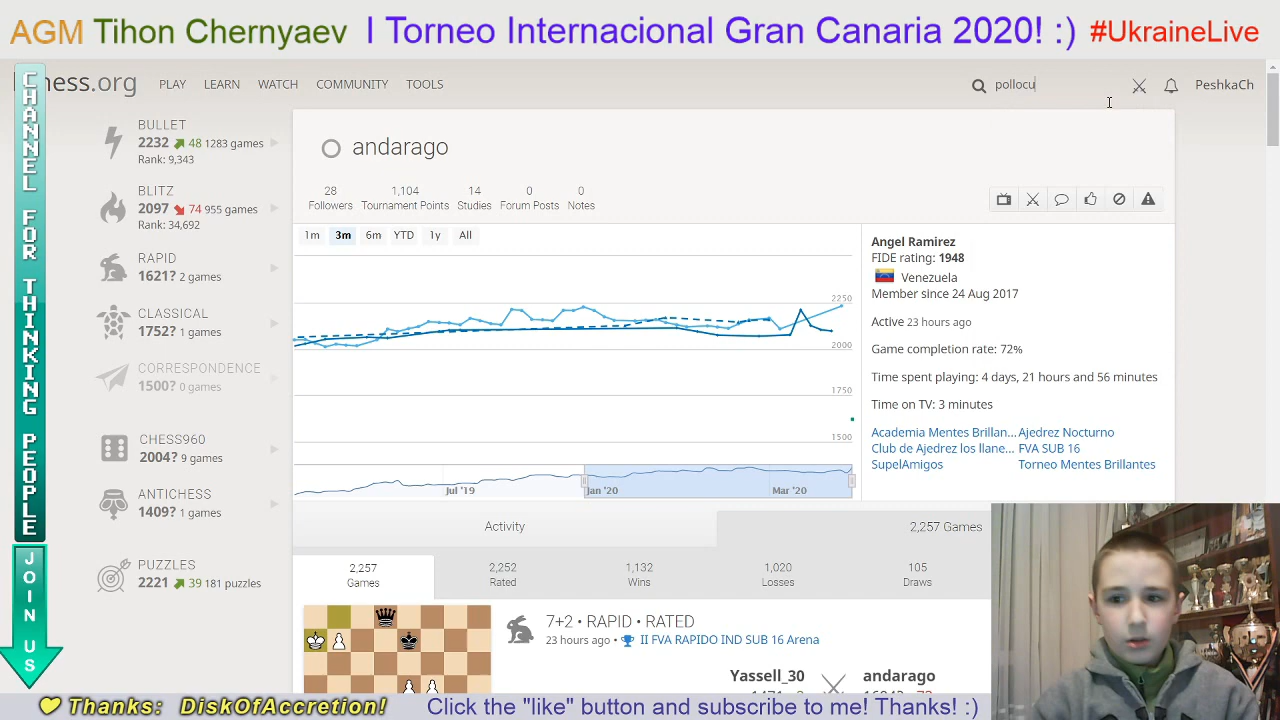 AGM Tihon Chernyaev I Torneo Internacional Gran Canaria 2020! :) #UkraineLive
CHANNEL FOR THINKING PEOPLE
JOIN US
hess.org PLAY LEARN WATCH COMMUNITY TOOLS pollocu PeshkaCh
BULLET
2232 48 1283 games
Rank: 9,343
BLITZ
2097 74 955 games
Rank: 34,692
RAPID
1621? 2 games
CLASSICAL
1752? 1 games
CORRESPONDENCE
1500? 0 games
CHESS960
2004? 9 games
ANTICHESS
1409? 1 games
PUZZLES
2221 39 181 puzzles
andarago
28 1,104 14 0 0
Followers Tournament Points Studies Forum Posts Notes
1m 3m 6m YTD 1y All
2250
2000
1750
1500
Jul '19 Jan '20 Mar '20
Angel Ramirez
FIDE rating: 1948
Venezuela
Member since 24 Aug 2017
Active 23 hours ago
Game completion rate: 72%
Time spent playing: 4 days, 21 hours and 56 minutes
Time on TV: 3 minutes
Academia Mentes Brillan... Ajedrez Nocturno
Club de Ajedrez los llane... FVA SUB 16
SupelAmigos Torneo Mentes Brillantes
Activity 2,257 Games
2,257 2,252 1,132 1,020 105
Games Rated Wins Losses Draws
7+2 • RAPID • RATED
23 hours ago • II FVA RAPIDO IND SUB 16 Arena
Yassell_30 andarago
Thanks: DiskOfAccretion! Click the "like" button and subscribe to me! Thanks! :)